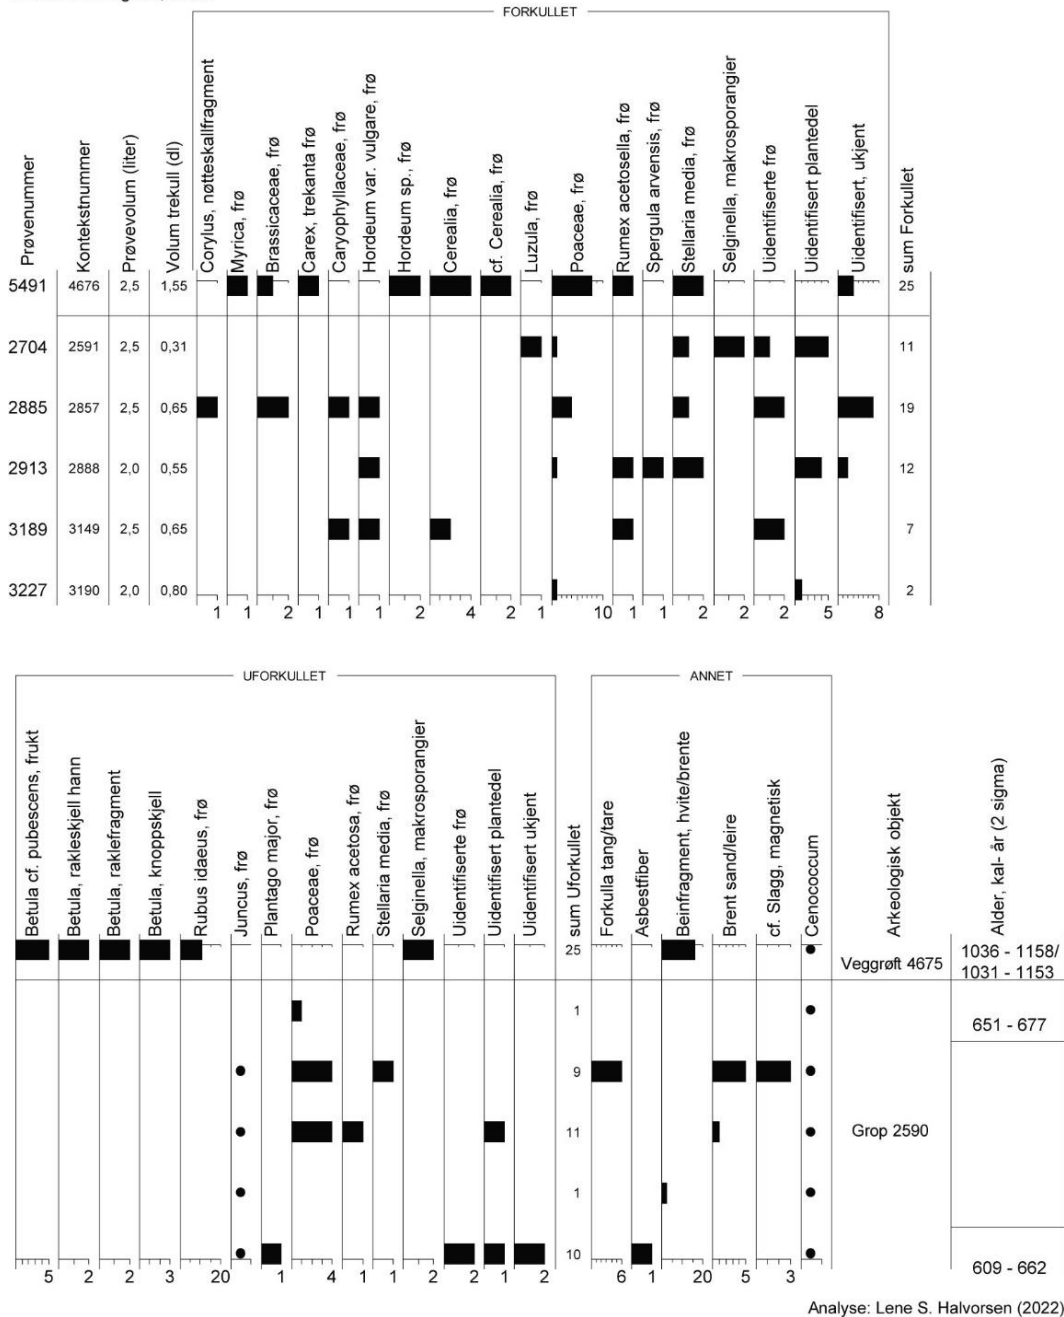 FORKULLET
Prøvenummer
Kontekstnummer
Prøvevolum (liter)
Volum trekull (dl)
Corylus, nøtteskallfragment
Myrica, frø
Brassicaceae, frø
Carex, trekanta frø
Caryophyllaceae, frø
Hordeum var. vulgare, frø
Hordeum sp., frø
Cerealia, frø
cf. Cerealia, frø
Luzula, frø
Poaceae, frø
Rumex acetosella, frø
Spergula arvensis, frø
Stellaria media, frø
Selginella, makrosporangier
Uidentifiserte frø
Uidentifisert plantedel
Uidentifisert, ukjent
sum Forkullet
5491 4676 2,5 1,55 25
2704 2591 2,5 0,31 11
2885 2857 2,5 0,65 19
2913 2888 2,0 0,55 12
3189 3149 2,5 0,65 7
3227 3190 2,0 0,80 2
1 1 2 1 1 1 2 4 2 1 10 1 1 2 2 2 5 8
UFORKULLET
ANNET
Betula cf. pubescens, frukt
Betula, rakleskjell hann
Betula, raklefragment
Betula, knoppskjell
Rubus idaeus, frø
Juncus, frø
Plantago major, frø
Poaceae, frø
Rumex acetosa, frø
Stellaria media, frø
Selginella, makrosporangier
Uidentifiserte frø
Uidentifisert plantedel
Uidentifisert ukjent
sum Uforkullet
Forkulla tang/tare
Asbestfiber
Beinfragment, hvite/brente
Brent sand/leire
cf. Slagg, magnetisk
Cenococcum
Arkeologisk objekt
Alder, kal- år (2 sigma)
25 Veggrøft 4675 1036 - 1158/
1031 - 1153
1 651 - 677
9
11 Grop 2590
1
10 609 - 662
5 2 2 3 20 1 4 1 1 2 2 1 2 6 1 20 5 3
Analyse: Lene S. Halvorsen (2022)